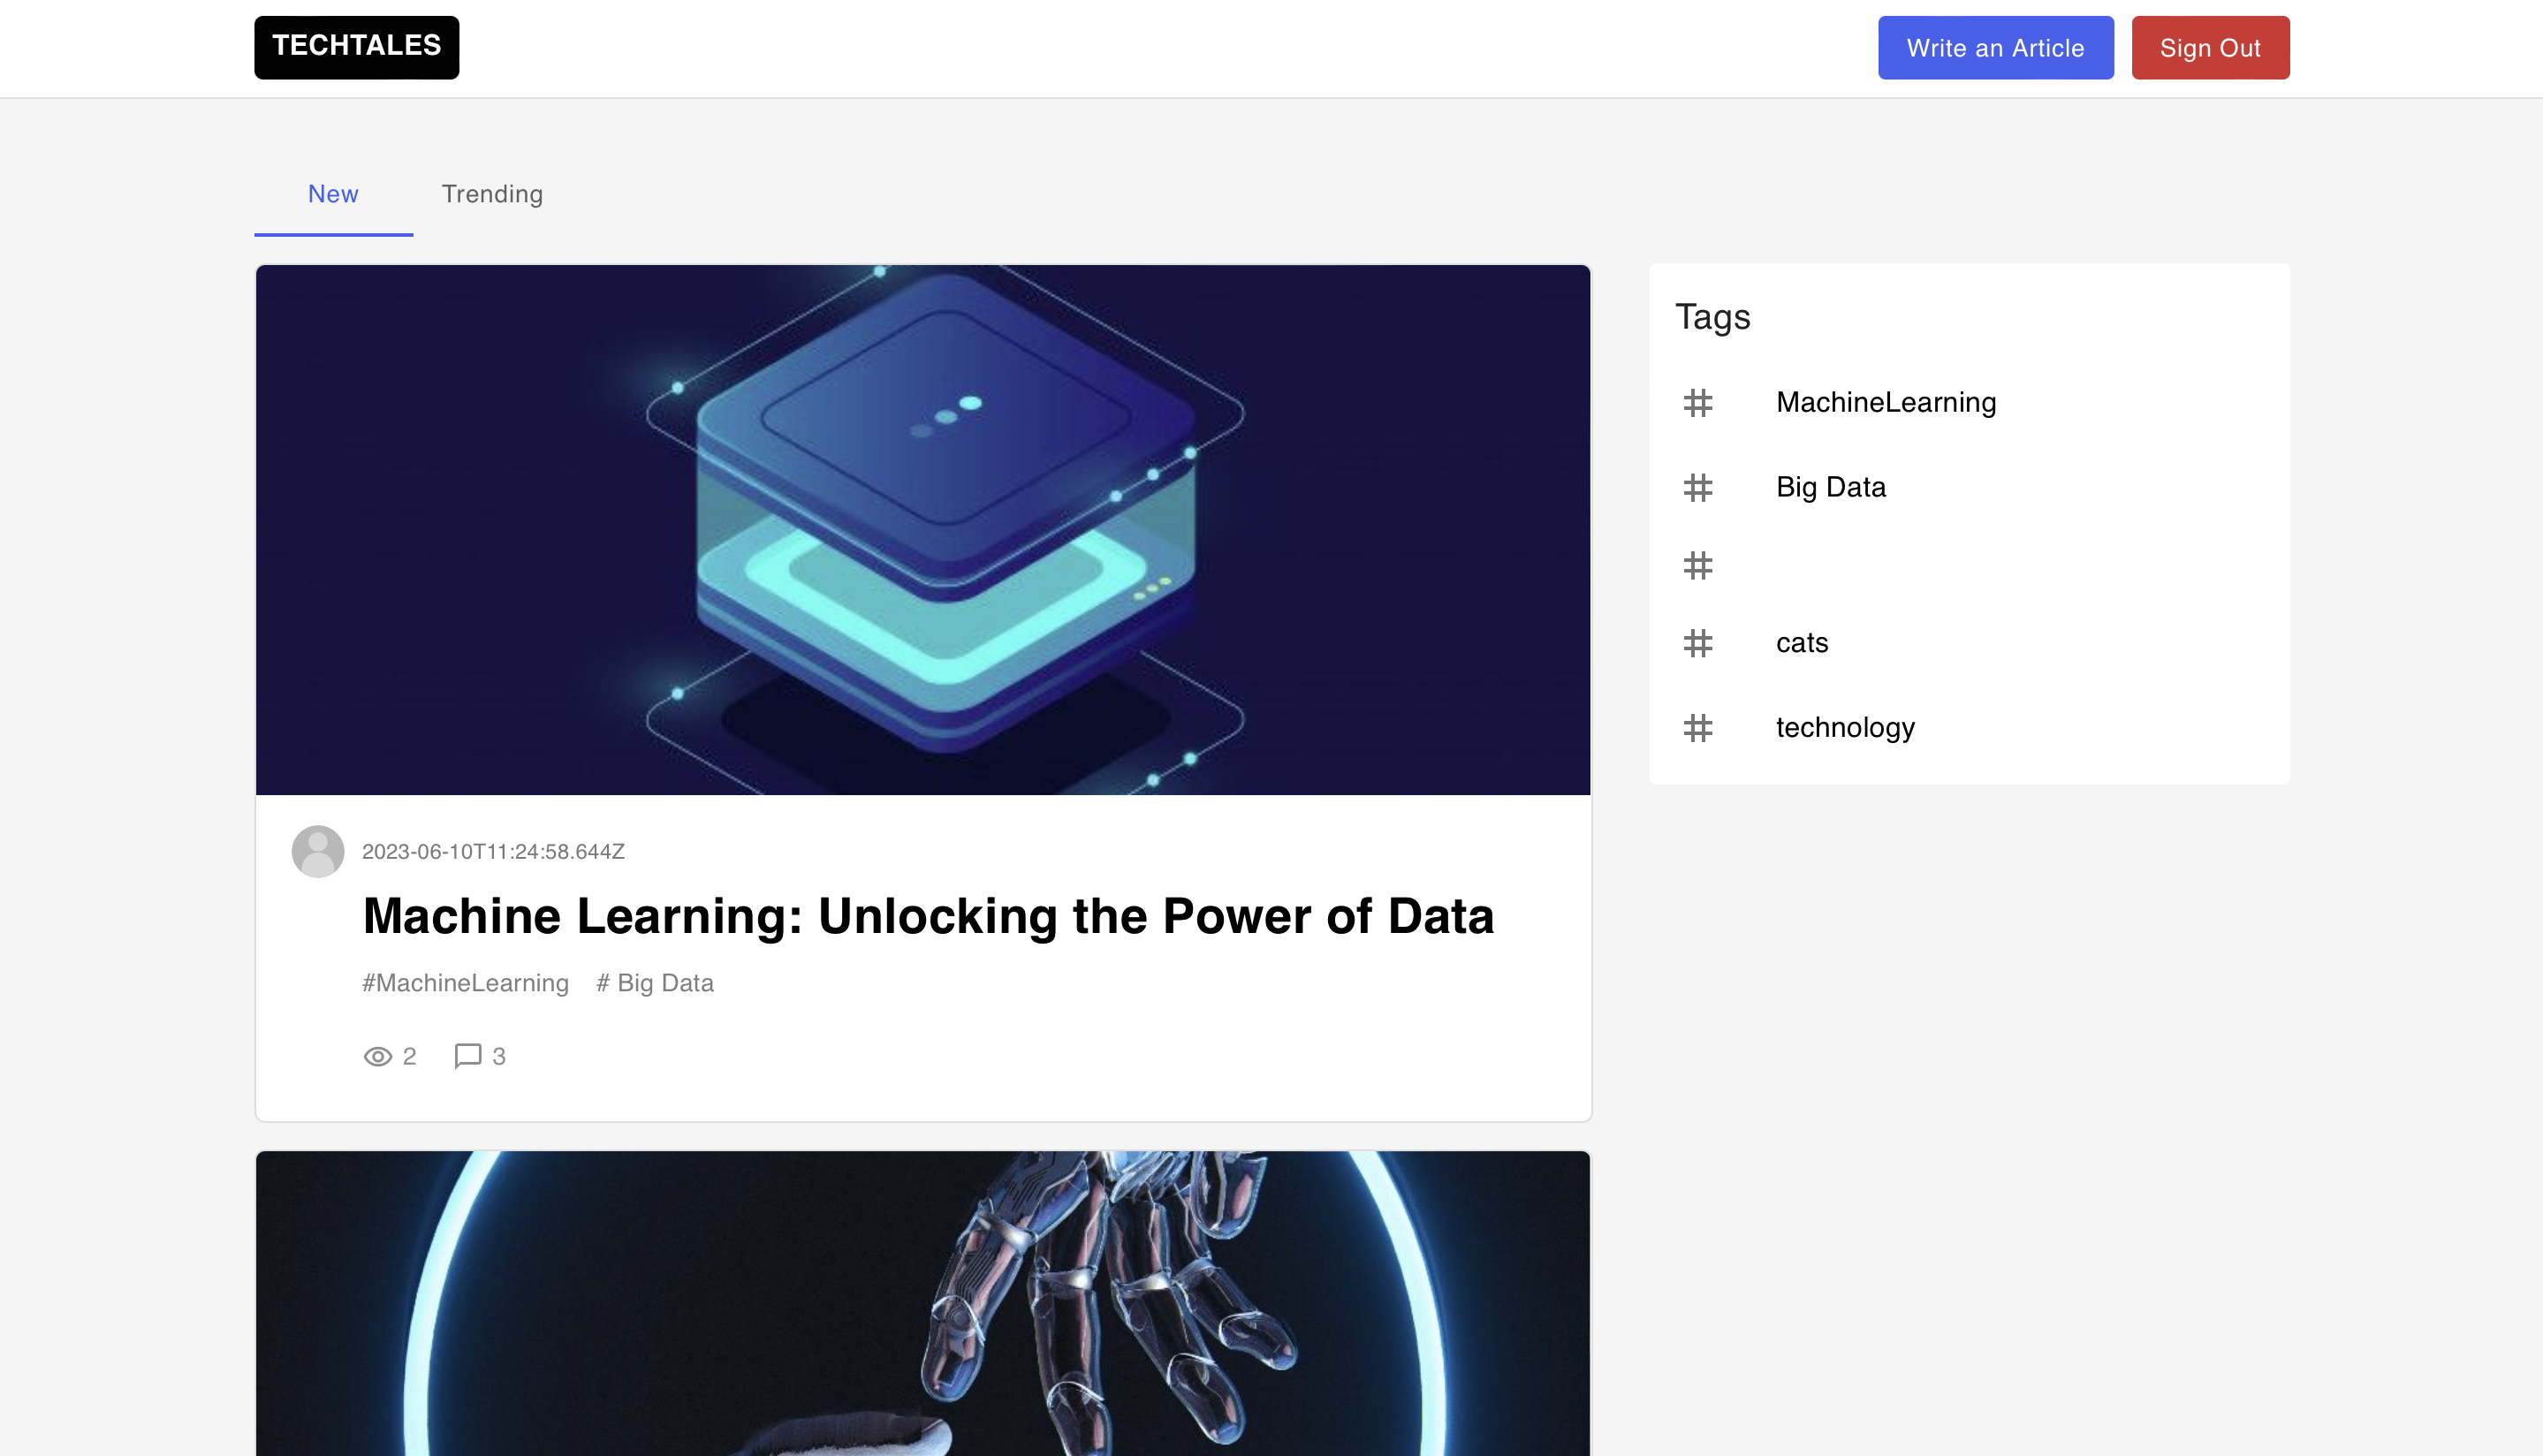 TECHTALES
Write an Article
Sign Out
New
Trending
Tags
# MachineLearning
# Big Data
#
# cats
# technology
2023-06-10T11:24:58.644Z
Machine Learning: Unlocking the Power of Data
#MachineLearning # Big Data
2 3